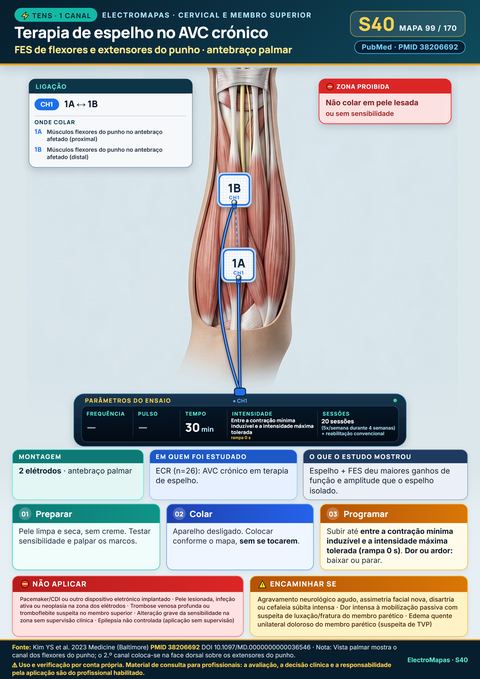 TENS · 1 CANAL
ELECTROMAPAS · CERVICAL E MEMBRO SUPERIOR
Terapia de espelho no AVC crónico
FES de flexores e extensores do punho · antebraço palmar
S40 MAPA 99 / 170
PubMed · PMID 38206692
LIGAÇÃO
CH1 1A ↔ 1B
ONDE COLAR
1A Músculos flexores do punho no antebraço
afetado (proximal)
1B Músculos flexores do punho no antebraço
afetado (distal)
ZONA PROIBIDA
Não colar em pele lesada
ou sem sensibilidade
1B
CH1
1A
CH1
CH1
PARÂMETROS DO ENSAIO
FREQUÊNCIA
—
PULSO
—
TEMPO
30 min
INTENSIDADE
Entre a contração mínima
induzível e a intensidade máxima
tolerada
rampa 0 s
SESSÕES
20 sessões
(5x/semana durante 4 semanas)
+ reabilitação convencional
MONTAGEM
2 elétrodos · antebraço palmar
EM QUEM FOI ESTUDADO
ECR (n=26): AVC crónico em terapia
de espelho.
O QUE O ESTUDO MOSTROU
Espelho + FES deu maiores ganhos de
função e amplitude que o espelho
isolado.
01 Preparar
Pele limpa e seca, sem creme. Testar
sensibilidade e palpar os marcos.
02 Colar
Aparelho desligado. Colocar
conforme o mapa, sem se tocarem.
03 Programar
Subir até entre a contração mínima
induzível e a intensidade máxima
tolerada (rampa 0 s). Dor ou ardor:
baixar ou parar.
NÃO APLICAR
Pacemaker/CDI ou outro dispositivo eletrónico implantado · Pele lesionada, infeção
ativa ou neoplasia na zona dos elétrodos · Trombose venosa profunda ou
tromboflebite suspeita no membro superior · Alteração grave da sensibilidade na
zona sem supervisão clínica · Epilepsia não controlada (aplicação sem supervisão)
ENCAMINHAR SE
Agravamento neurológico agudo, assimetria facial nova, disartria
ou cefaleia súbita intensa · Dor intensa à mobilização passiva com
suspeita de luxação/fratura do membro parético · Edema quente
unilateral doloroso do membro parético (suspeita de TVP)
Fonte: Kim YS et al. 2023 Medicine (Baltimore) PMID 38206692 DOI 10.1097/MD.0000000000036546 · Nota: Vista palmar mostra o
canal dos flexores do punho; o 2.º canal coloca-se na face dorsal sobre os extensores do punho.
Uso e verificação por conta própria. Material de consulta para profissionais: a avaliação, a decisão clínica e a responsabilidade
pela aplicação são do profissional habilitado.
ElectroMapas · S40